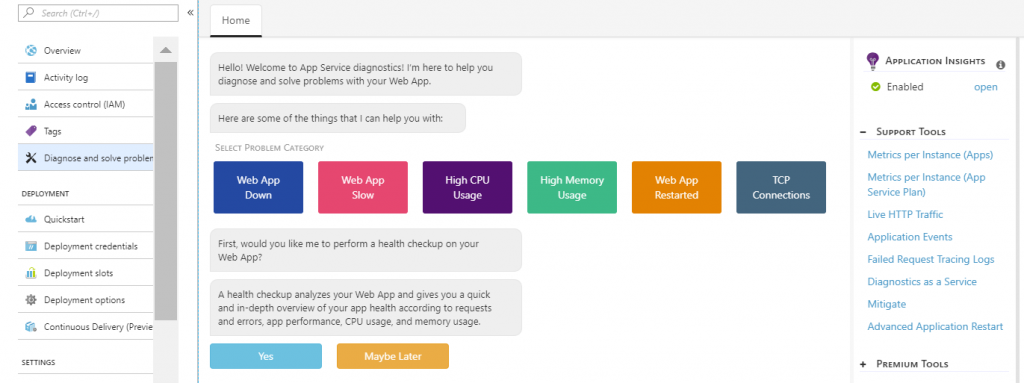 Search (Ctrl+/)
«
Overview
Activity log
Access control (IAM)
Tags
Diagnose and solve problem
DEPLOYMENT
Quickstart
Deployment credentials
Deployment slots
Deployment options
Continuous Delivery (Previe
SETTINGS
Home
Hello! Welcome to App Service diagnostics! I'm here to help you
diagnose and solve problems with your Web App.
Here are some of the things that I can help you with:
SELECT PROBLEM CATEGORY
Web App
Down
Web App
Slow
High CPU
Usage
High Memory
Usage
Web App
Restarted
TCP
Connections
First, would you like me to perform a health checkup on your
Web App?
A health checkup analyzes your Web App and gives you a quick
and in-depth overview of your app health according to requests
and errors, app performance, CPU usage, and memory usage.
Yes
Maybe Later
APPLICATION INSIGHTS
Enabled
open
SUPPORT TOOLS
Metrics per Instance (Apps)
Metrics per Instance (App
Service Plan)
Live HTTP Traffic
Application Events
Failed Request Tracing Logs
Diagnostics as a Service
Mitigate
Advanced Application Restart
PREMIUM TOOLS